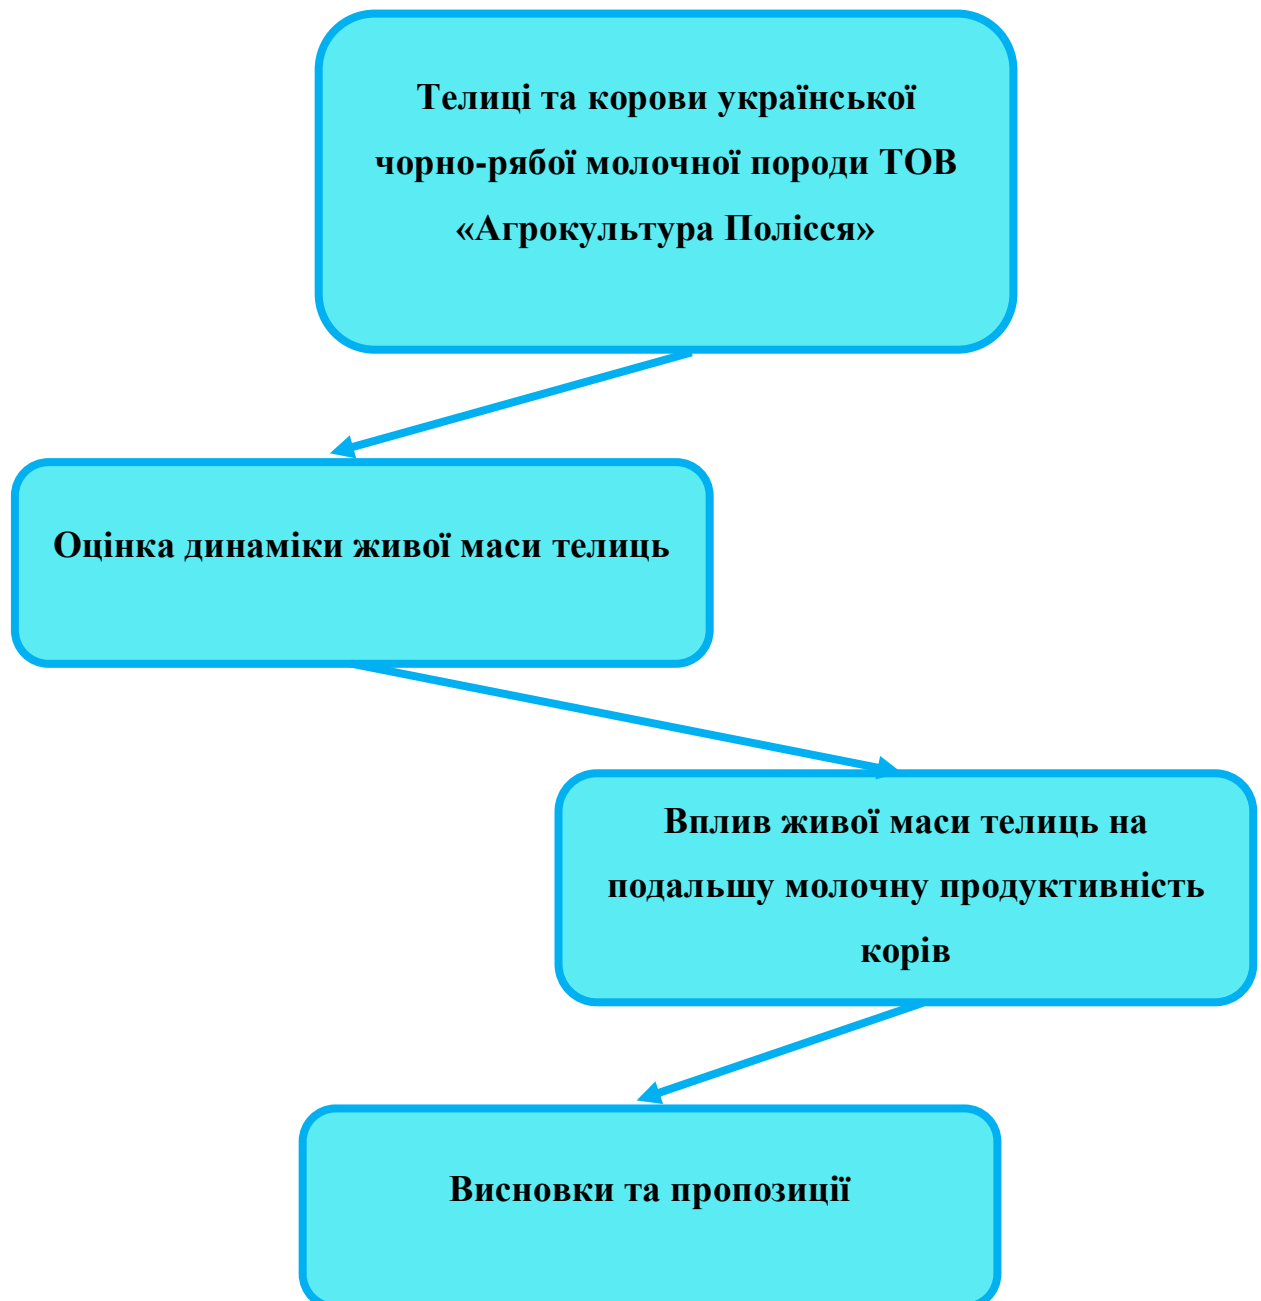 Телиці та корови української
чорно-рябої молочної породи ТОВ
«Агрокультура Полісся»
Оцінка динаміки живої маси телиць
Вплив живої маси телиць на
подальшу молочну продуктивність
корів
Висновки та пропозиції